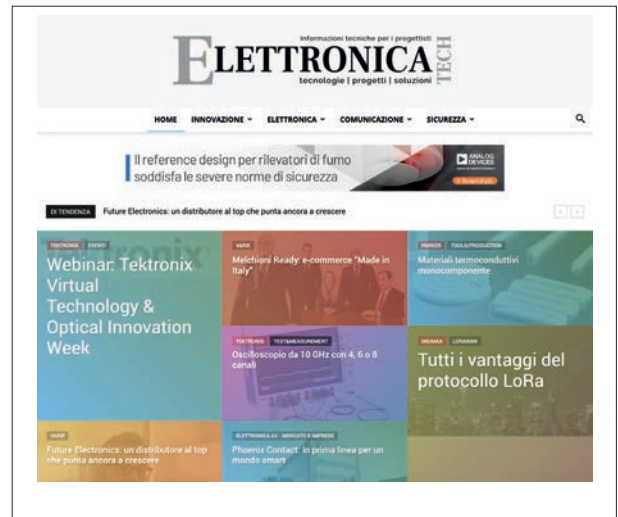 Informazioni tecniche per i progettisti
ELETTRONICA
TECH
tecnologie | progetti | soluzioni
HOME INNOVAZIONE ELETTRONICA COMUNICAZIONE SICUREZZA
Il reference design per rilevatori di fumo
soddisfa le severe norme di sicurezza
ANALOG
DEVICES
DI TENDENZA Future Electronics: un distributore al top che punta ancora a crescere
TEKTRONIX EVENTI
Webinar: Tektronix
Virtual
Technology &
Optical Innovation
Week
VARIE
Melchioni Ready: e-commerce "Made in
Italy"
PARKER TOOLS/PRODUCTION
Materiali termoconduttivi
monocomponente
TEKTRONIX TEST&MEASUREMENT
Oscilloscopio da 10 GHz con 4, 6 o 8
canali
LORAWAN
Tutti i vantaggi del
protocollo LoRa
VARIE
Future Electronics: un distributore al top
che punta ancora a crescere
ELETTRONICA AV - MERCATO E IMPRESE
Phoenix Contact: in prima linea per un
mondo smart